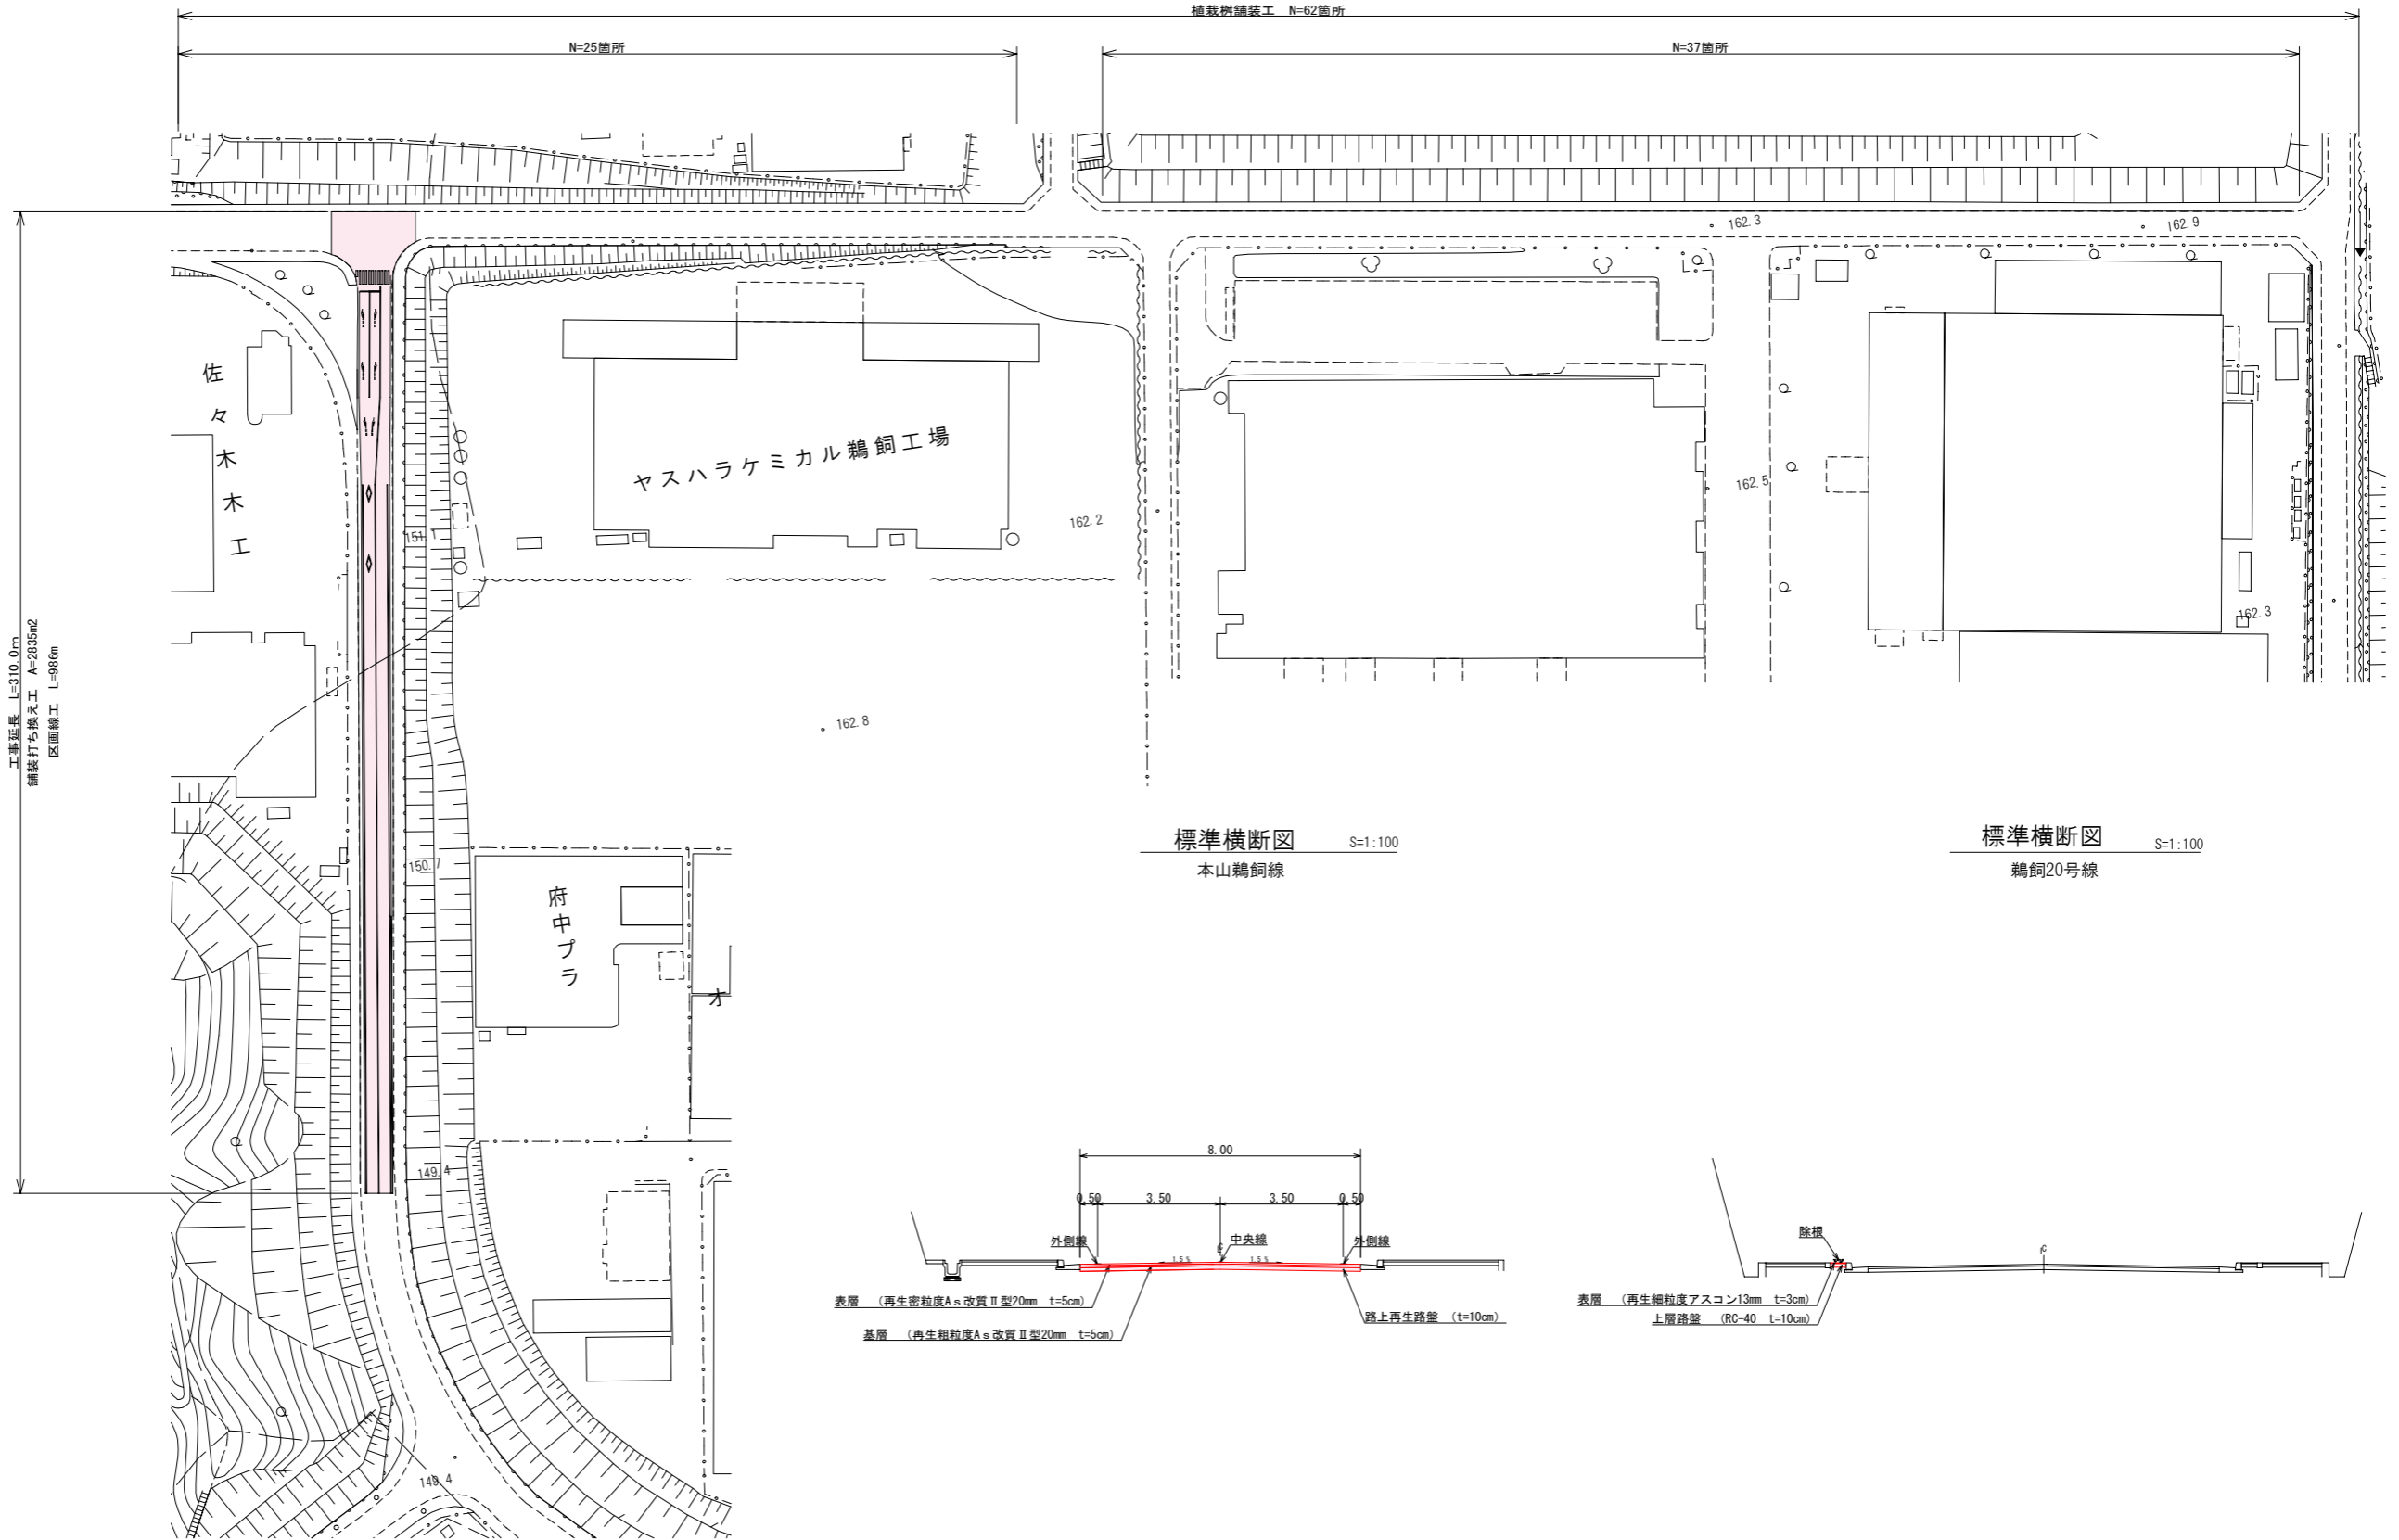 植栽桝舗装工 N=62箇所
N=25箇所
N=37箇所
162.3
162.9
佐々木木工
ヤスハラケミカル鵜飼工場
162.2
162.5
151.1
162.3
工事延長 L=310.0m
舗装打ち換え工 A=2835m2
区画線工 L=986m
162.8
標準横断図 S=1:100
本山鵜飼線
標準横断図 S=1:100
鵜飼20号線
150.7
府中プラ
オ
149.4
8.00
0.50
3.50
3.50
0.50
外側線
中央線
外側線
1.5%
1.5%
表層 (再生密粒度As改質Ⅱ型20mm t=5cm)
基層 (再生粗粒度As改質Ⅱ型20mm t=5cm)
路上再生路盤 (t=10cm)
除根
表層 (再生細粒度アスコン13mm t=3cm)
上層路盤 (RC-40 t=10cm)
149.4